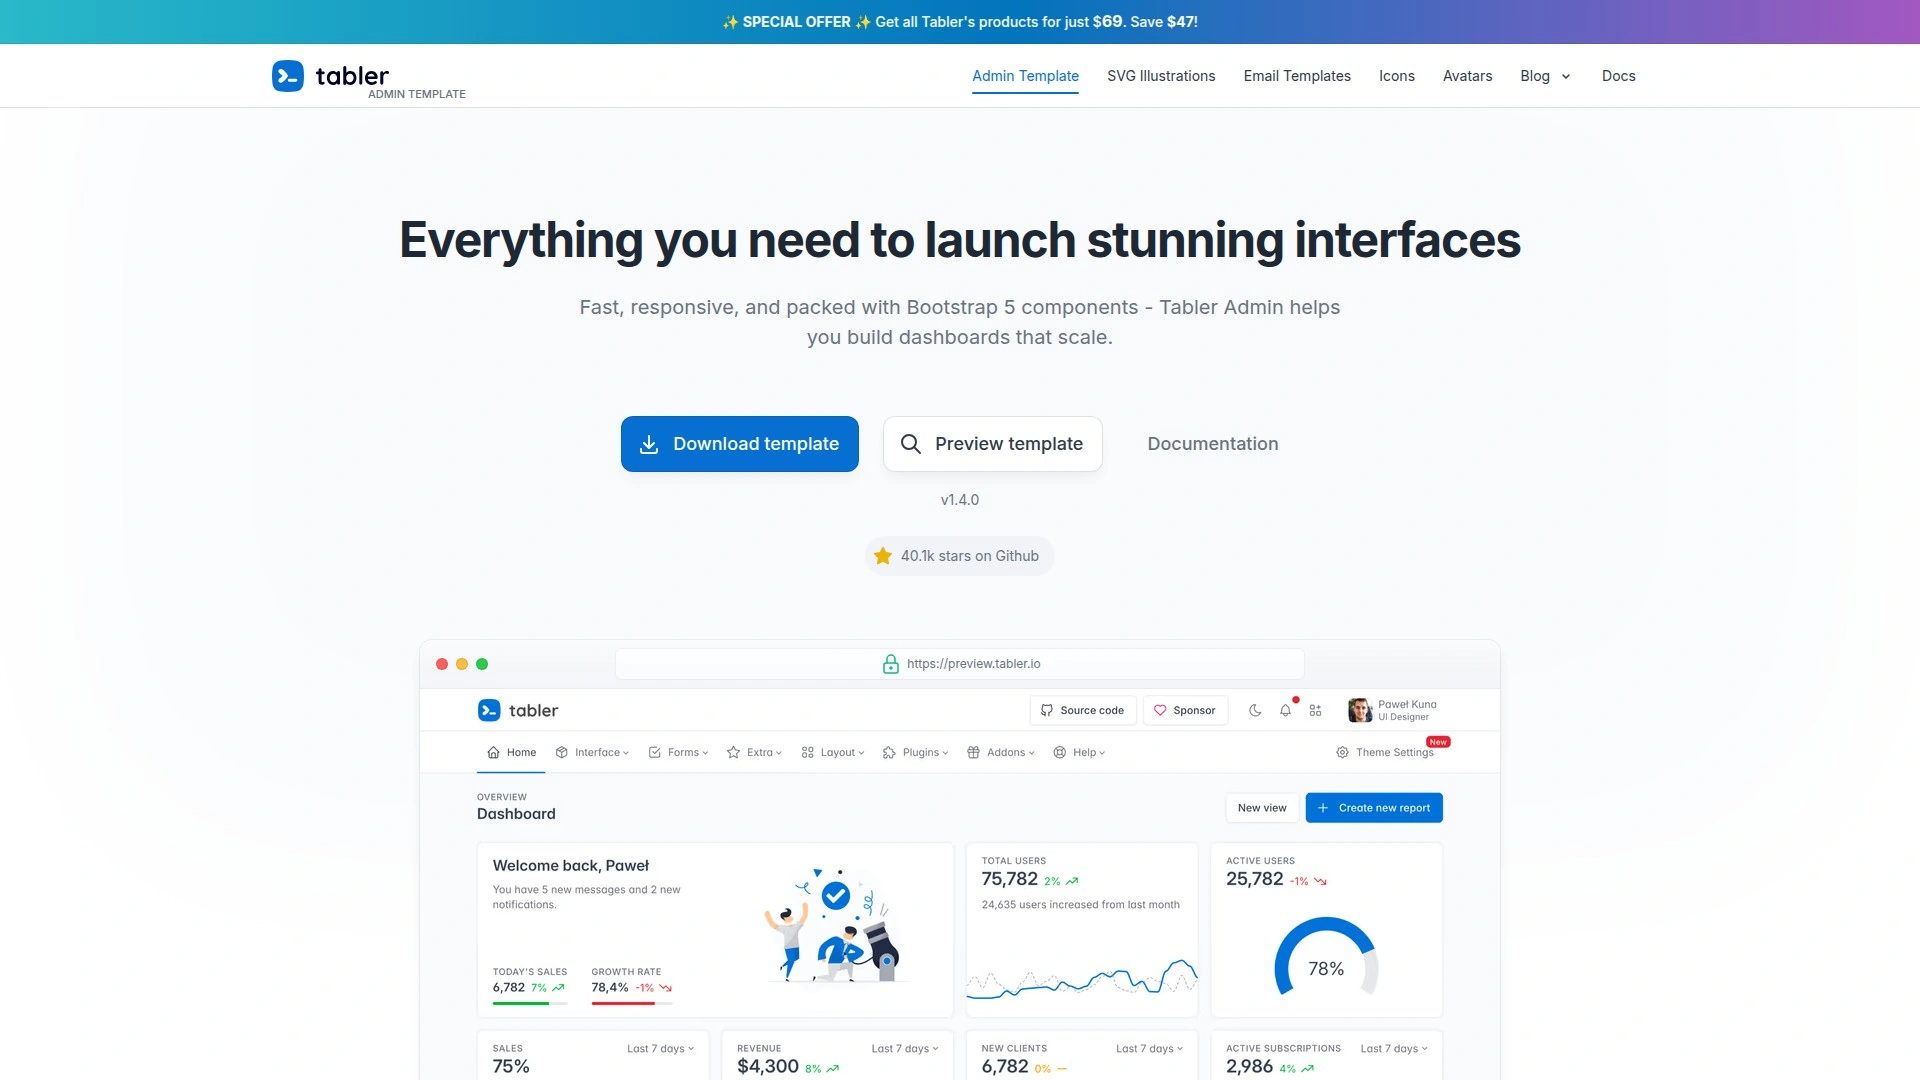 ✨ SPECIAL OFFER ✨ Get all Tabler's products for just $69. Save $47!
tabler
ADMIN TEMPLATE
Admin Template
SVG Illustrations
Email Templates
Icons
Avatars
Blog
Docs
Everything you need to launch stunning interfaces
Fast, responsive, and packed with Bootstrap 5 components - Tabler Admin helps
you build dashboards that scale.
Download template
Preview template
Documentation
v1.4.0
40.1k stars on Github
https://preview.tabler.io
tabler
Source code
Sponsor
Paweł Kuna
UI Designer
Home
Interface
Forms
Extra
Layout
Plugins
Addons
Help
Theme Settings
New
OVERVIEW
Dashboard
New view
Create new report
Welcome back, Paweł
You have 5 new messages and 2 new
notifications.
TODAY'S SALES
6,782 7%
GROWTH RATE
78,4% -1%
TOTAL USERS
75,782 2%
24,635 users increased from last month
ACTIVE USERS
25,782 -1%
78%
SALES
Last 7 days
75%
REVENUE
Last 7 days
$4,300 8%
NEW CLIENTS
Last 7 days
6,782 0%
ACTIVE SUBSCRIPTIONS
Last 7 days
2,986 4%